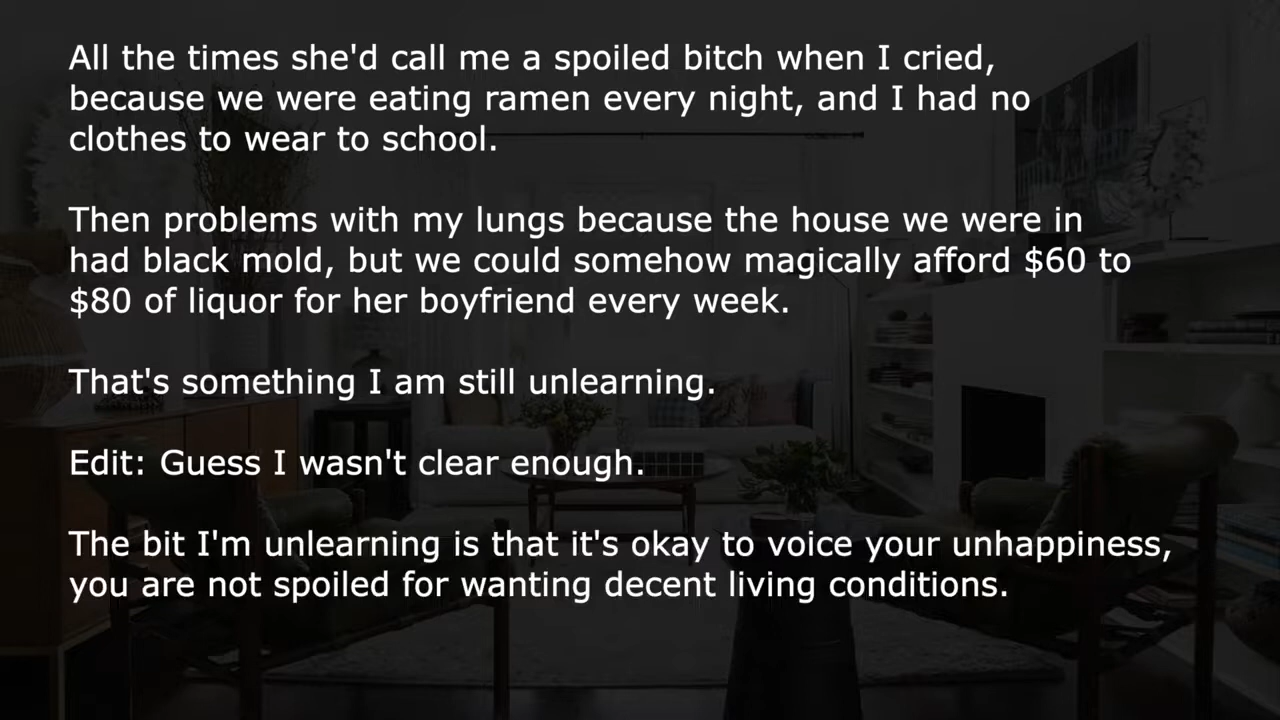 All the times she'd call me a spoiled bitch when I cried,
because we were eating ramen every night, and I had no
clothes to wear to school.
Then problems with my lungs because the house we were in
had black mold, but we could somehow magically afford $60 to
$80 of liquor for her boyfriend every week.
That's something I am still unlearning.
Edit: Guess I wasn't clear enough.
The bit I'm unlearning is that it's okay to voice your unhappiness,
you are not spoiled for wanting decent living conditions.